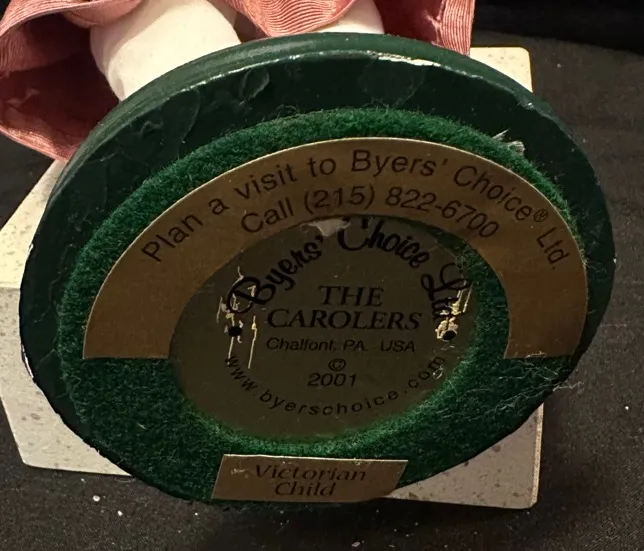 Plan a visit to Byers' Choice® Ltd.
Call (215) 822-6700
Byers' Choice Ltd.
THE
CAROLERS
Chalfont, PA USA
©
2001
www.byerschoice.com
Victorian
Child